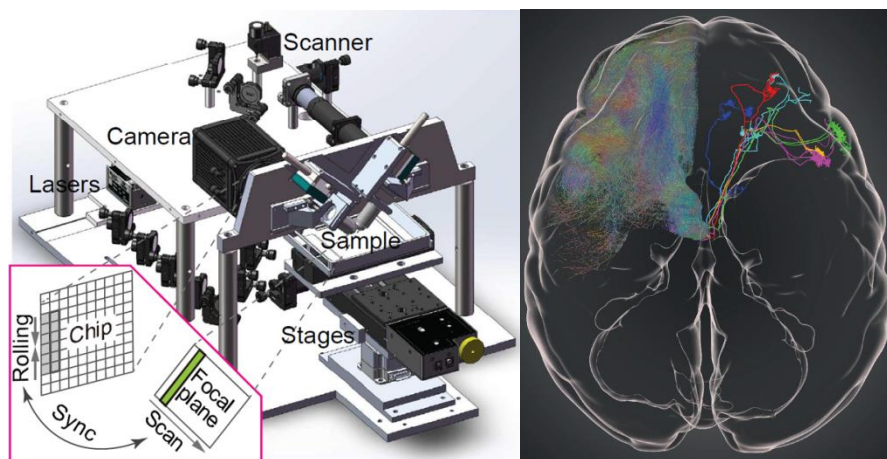 Scanner
Camera
Lasers
Sample
Stages
Rolling
Chip
Sync
Focal
plane
Scan